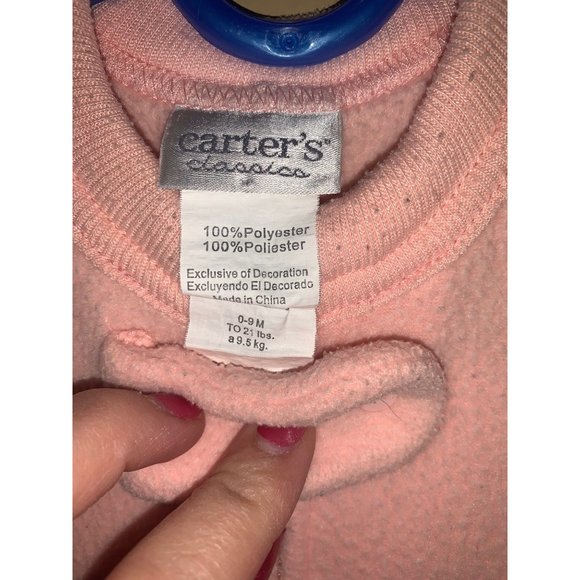 carter's
classics
100%Polyester
100%Poliester
Exclusive of Decoration
Excluyendo El Decorado
Made in China
0-9 M
TO 21 lbs.
a 9.5 kg.